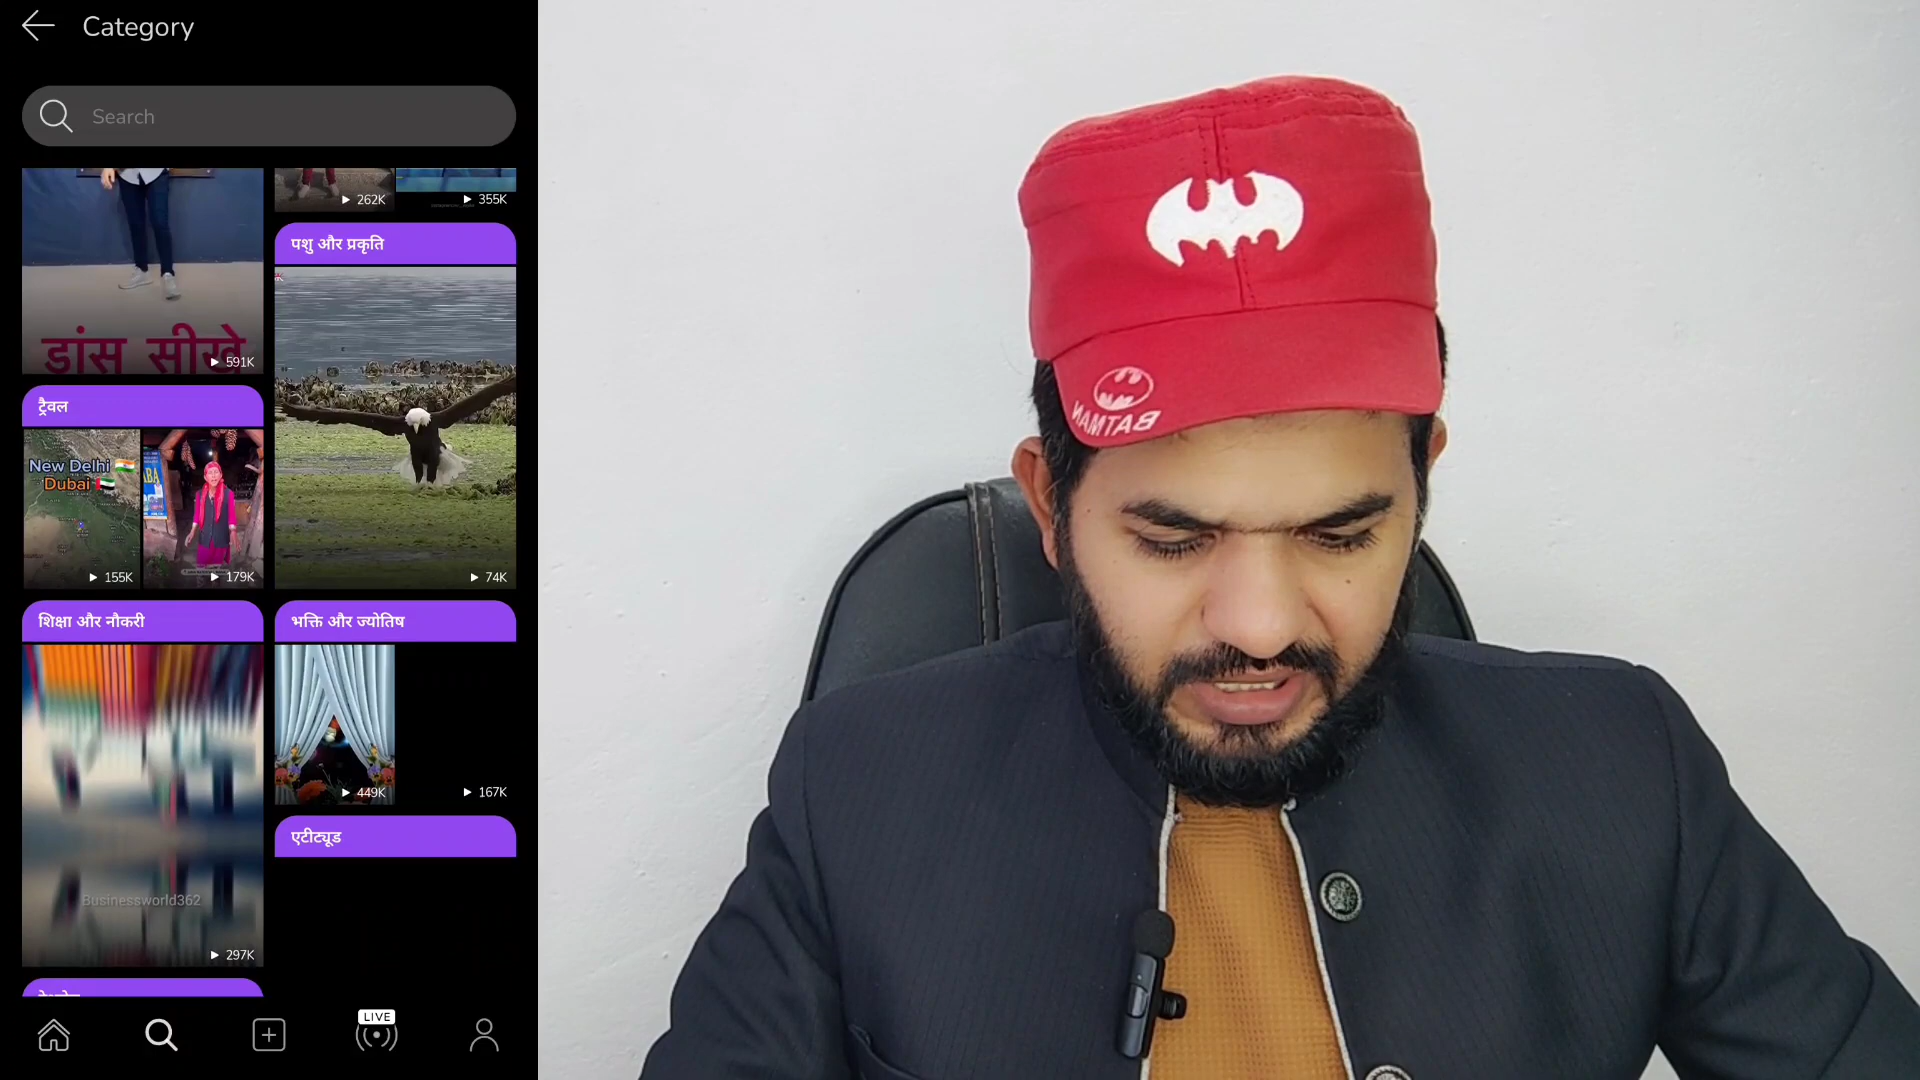 Category
Search
262K
355K
पशु और प्रकृति
डांस सीखे
591K
ट्रैवल
New Delhi
Dubai
155K
179K
74K
शिक्षा और नौकरी
भक्ति और ज्योतिष
449K
167K
एटीट्यूड
Businessworld362
297K
LIVE
BATMAN